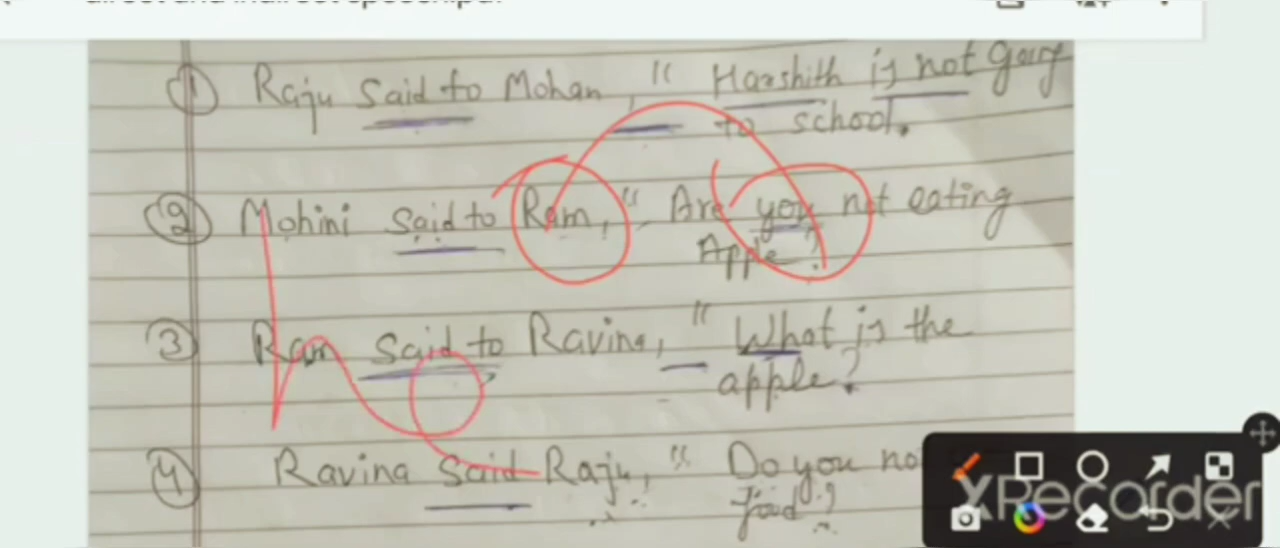 ① Raju Said to Mohan, " Harshith is not going
to school.
② Mohini Said to Ram, " Are you not eating
Apple?
③ Ram Said to Ravina, " What is the
apple?
④ Ravina Said Raju, " Do you
food?
XRecorder